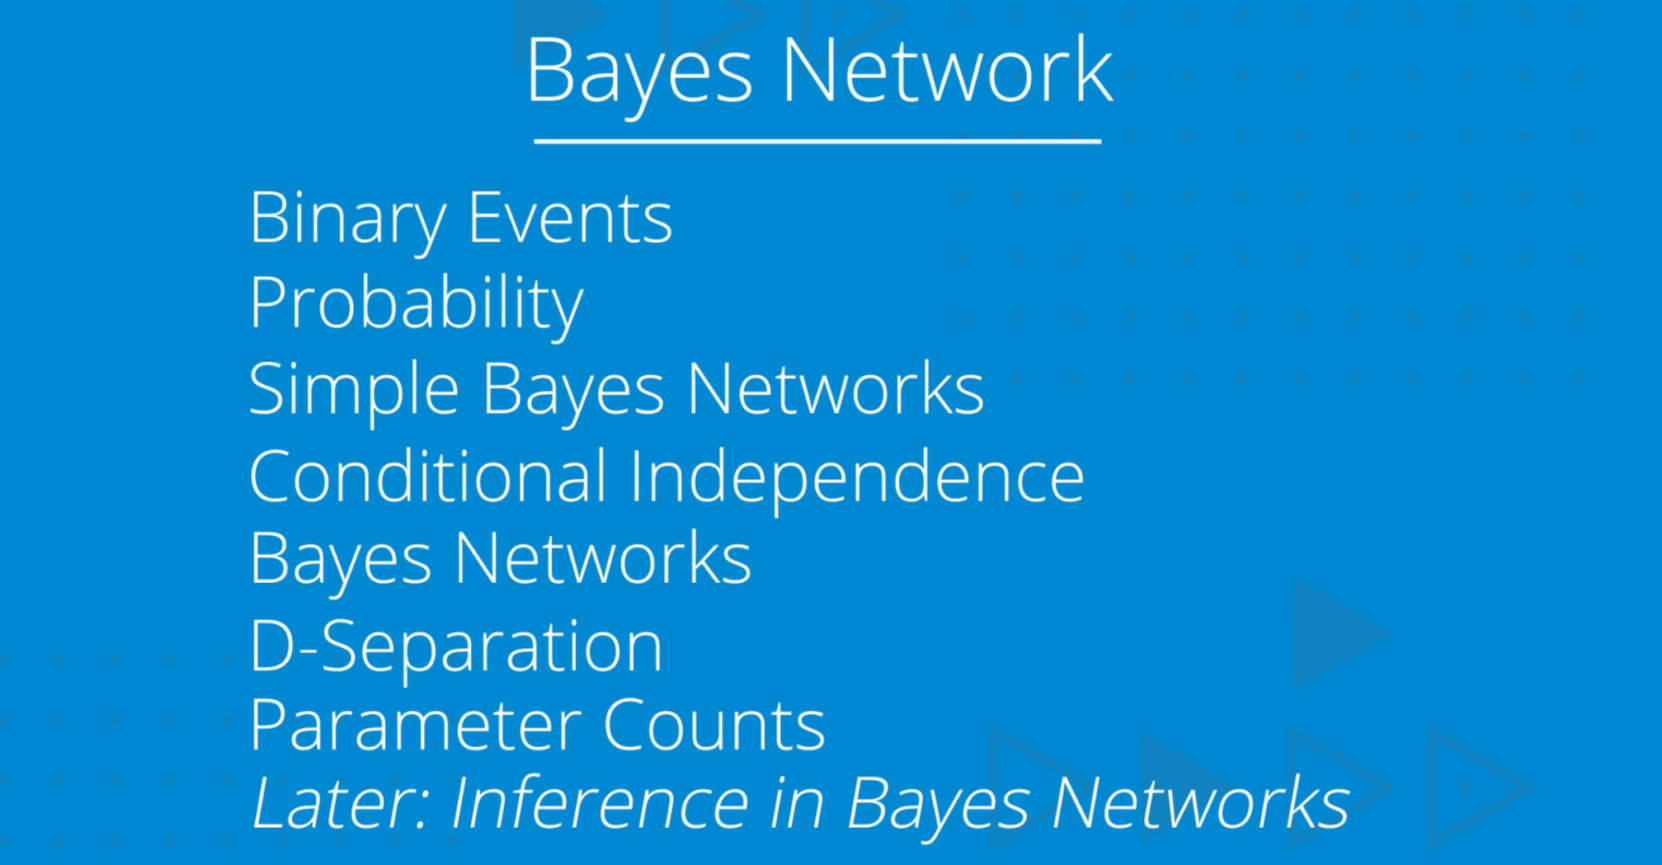 Bayes Network
Binary Events
Probability
Simple Bayes Networks
Conditional Independence
Bayes Networks
D-Separation
Parameter Counts
Later: Inference in Bayes Networks